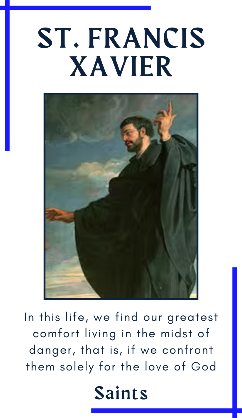 ST. FRANCIS
XAVIER
In this life, we find our greatest
comfort living in the midst of
danger, that is, if we confront
them solely for the love of God
Saints